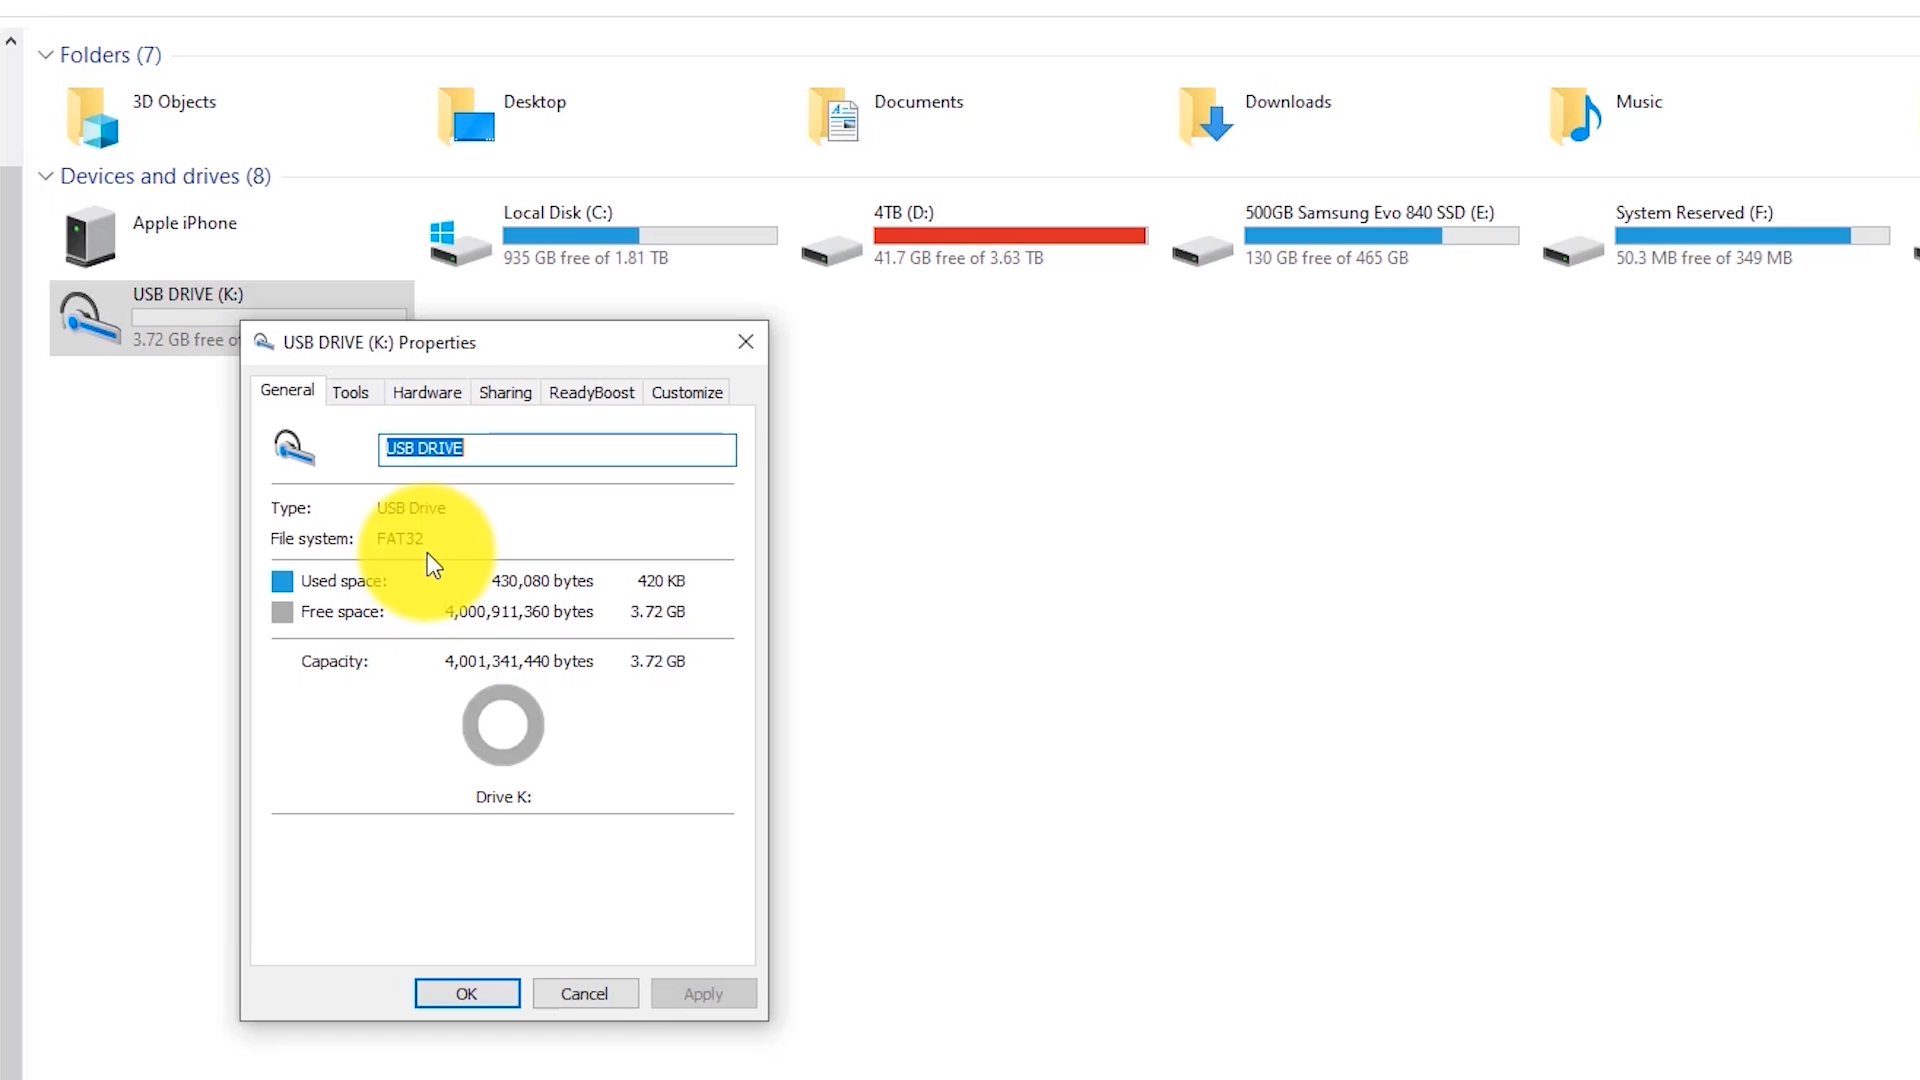 Folders (7)
3D Objects
Desktop
Documents
Downloads
Music
Devices and drives (8)
Apple iPhone
Local Disk (C:)
935 GB free of 1.81 TB
4TB (D:)
41.7 GB free of 3.63 TB
500GB Samsung Evo 840 SSD (E:)
130 GB free of 465 GB
System Reserved (F:)
50.3 MB free of 349 MB
USB DRIVE (K:)
3.72 GB free
USB DRIVE (K:) Properties
General Tools Hardware Sharing ReadyBoost Customize
USB DRIVE
Type: USB Drive
File system: FAT32
Used space: 430,080 bytes 420 KB
Free space: 4,000,911,360 bytes 3.72 GB
Capacity: 4,001,341,440 bytes 3.72 GB
Drive K:
OK Cancel Apply